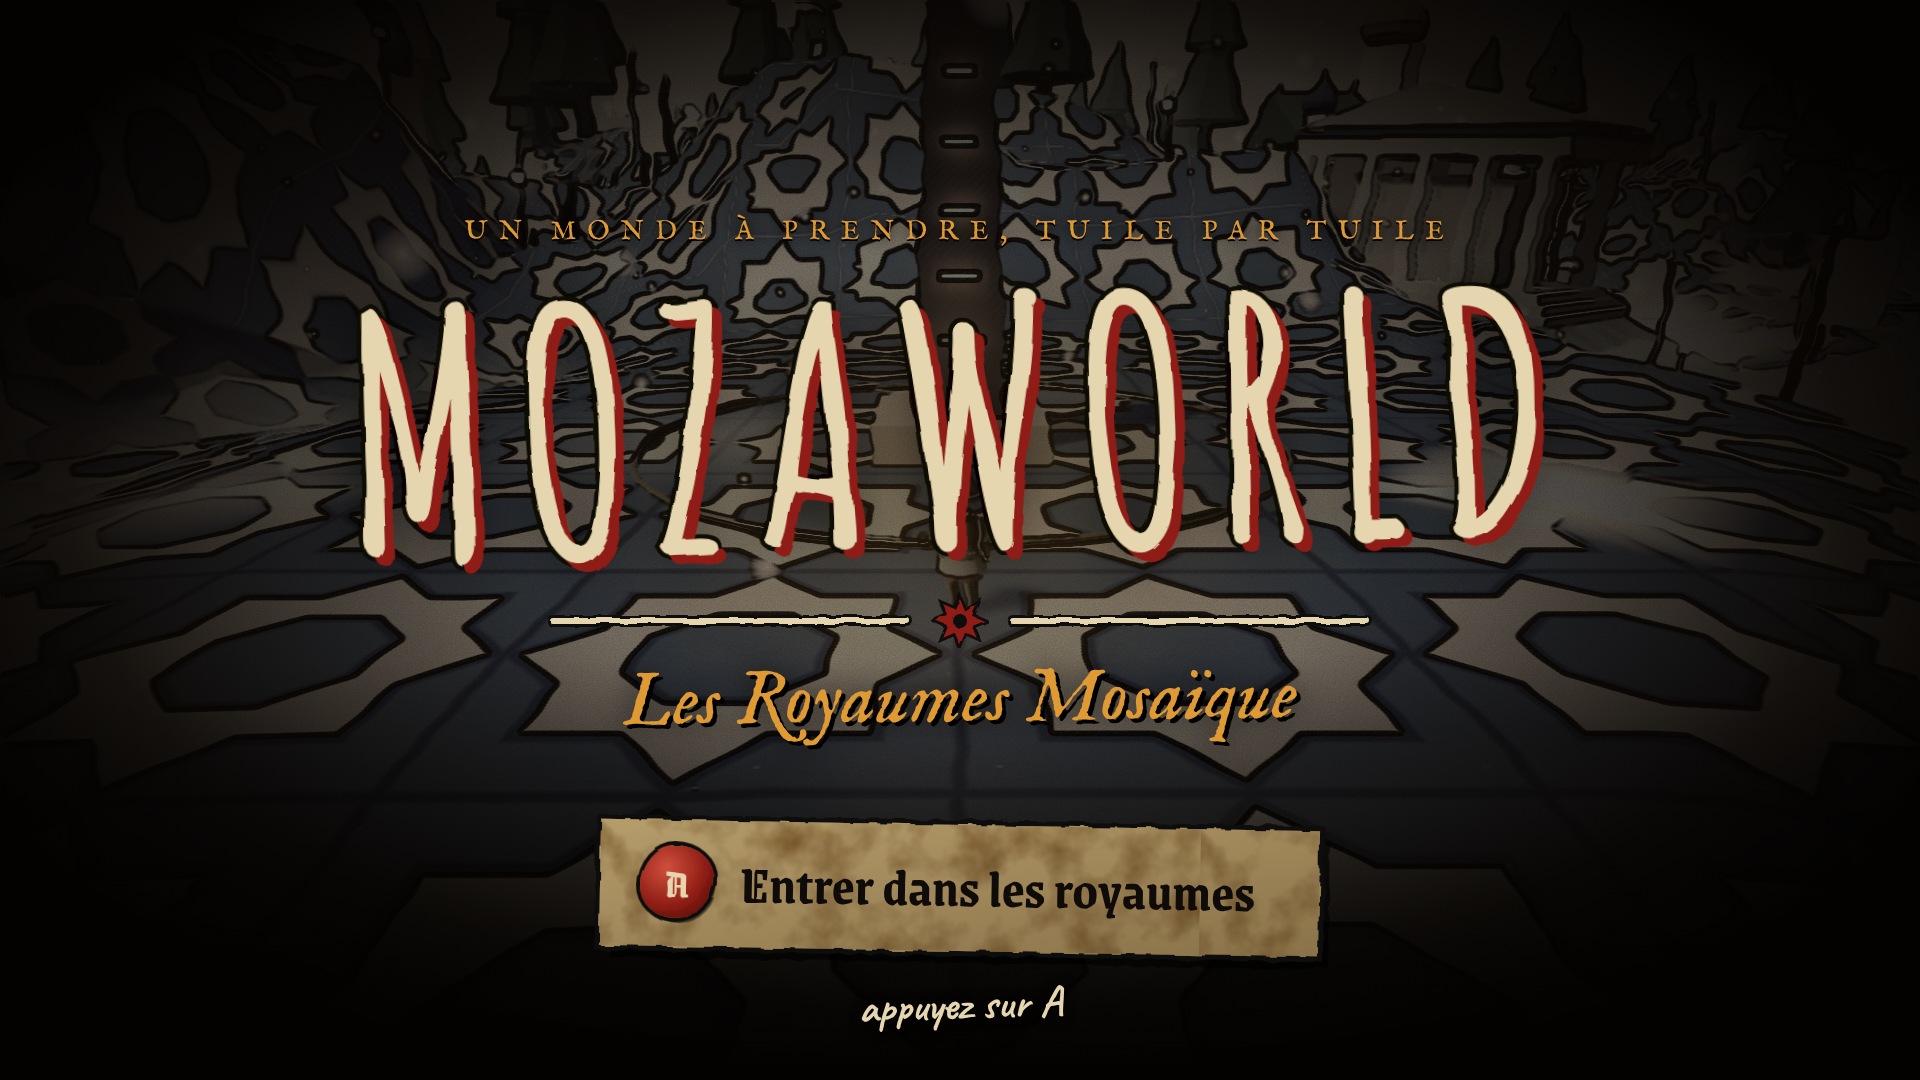 UN MONDE À PRENDRE, TUILE PAR TUILE
MOZAWORLD
Les Royaumes Mosaïque
A Entrer dans les royaumes
appuyez sur A